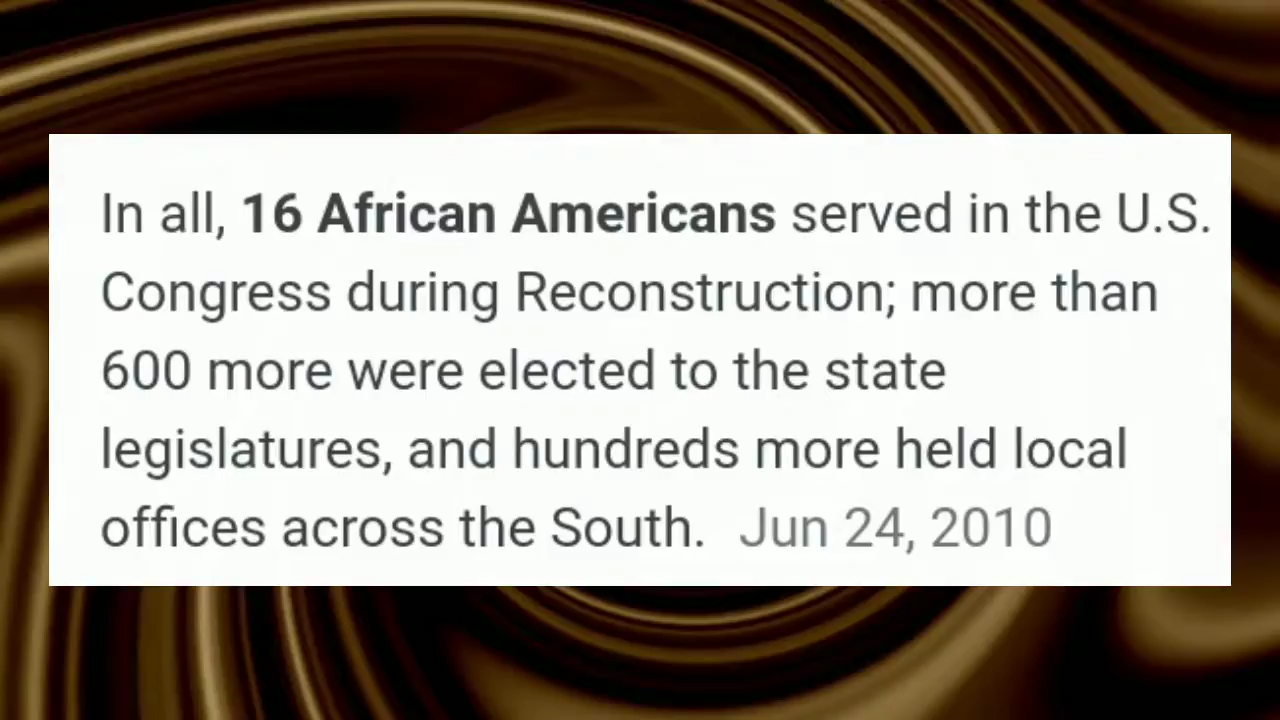 In all, 16 African Americans served in the U.S.
Congress during Reconstruction; more than
600 more were elected to the state
legislatures, and hundreds more held local
offices across the South. Jun 24, 2010